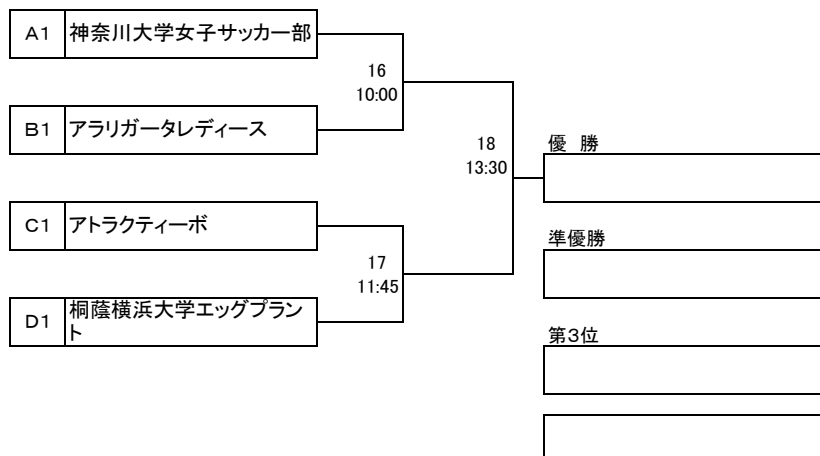 A1 神奈川大学女子サッカー部
16
10:00
B1 アラリガータレディース
18
13:30
優 勝
C1 アトラクティーボ
準優勝
17
11:45
D1 桐蔭横浜大学エッグプラン
ト
第3位